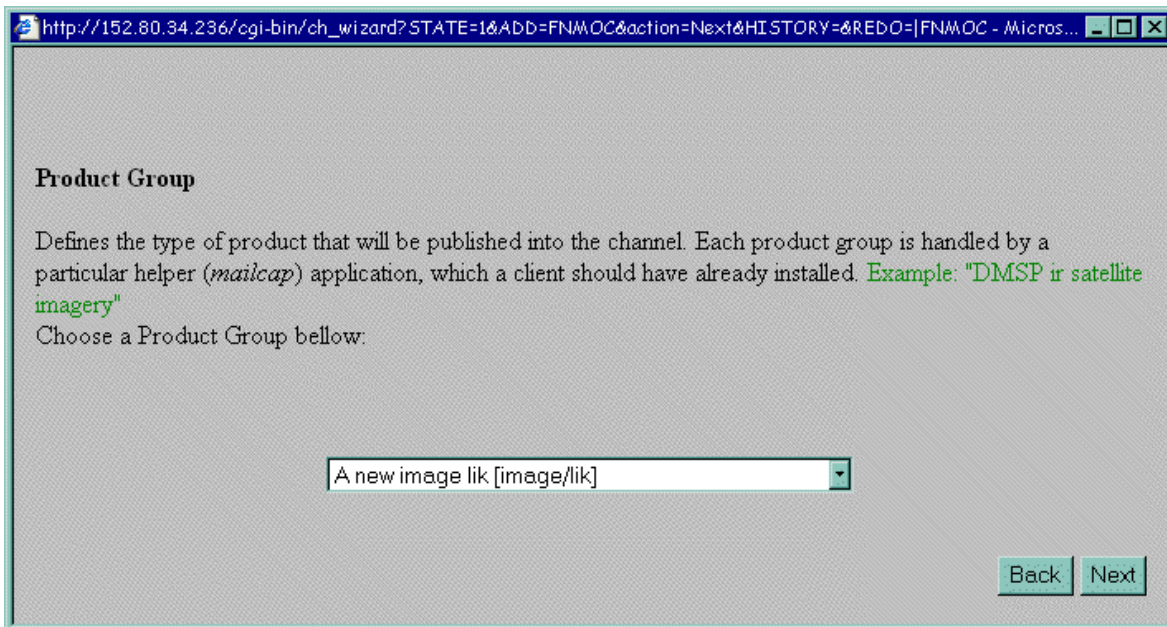 http://152.80.34.236/cgi-bin/ch_wizard?STATE=1&ADD=FNMOC&action=Next&HISTORY=&REDO=|FNMOC - Micros...
Product Group
Defines the type of product that will be published into the channel. Each product group is handled by a
particular helper (mailcap) application, which a client should have already installed. Example: "DMSP ir satellite
imagery"
Choose a Product Group bellow:
A new image lik [image/lik]
Back Next